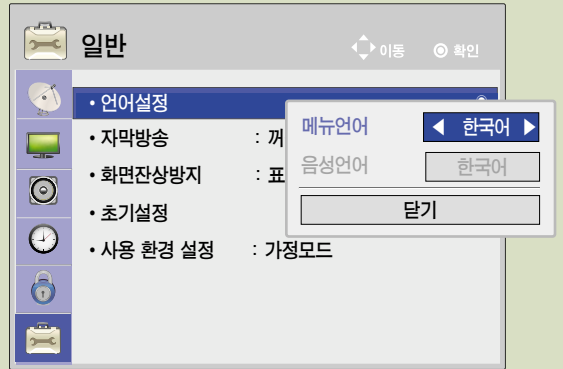 일반
이동 확인
• 언어설정
• 자막방송 : 꺼
• 화면잔상방지 : 표
• 초기설정
• 사용 환경 설정 : 가정모드
메뉴언어 ◀ 한국어 ▶
음성언어 한국어
닫기